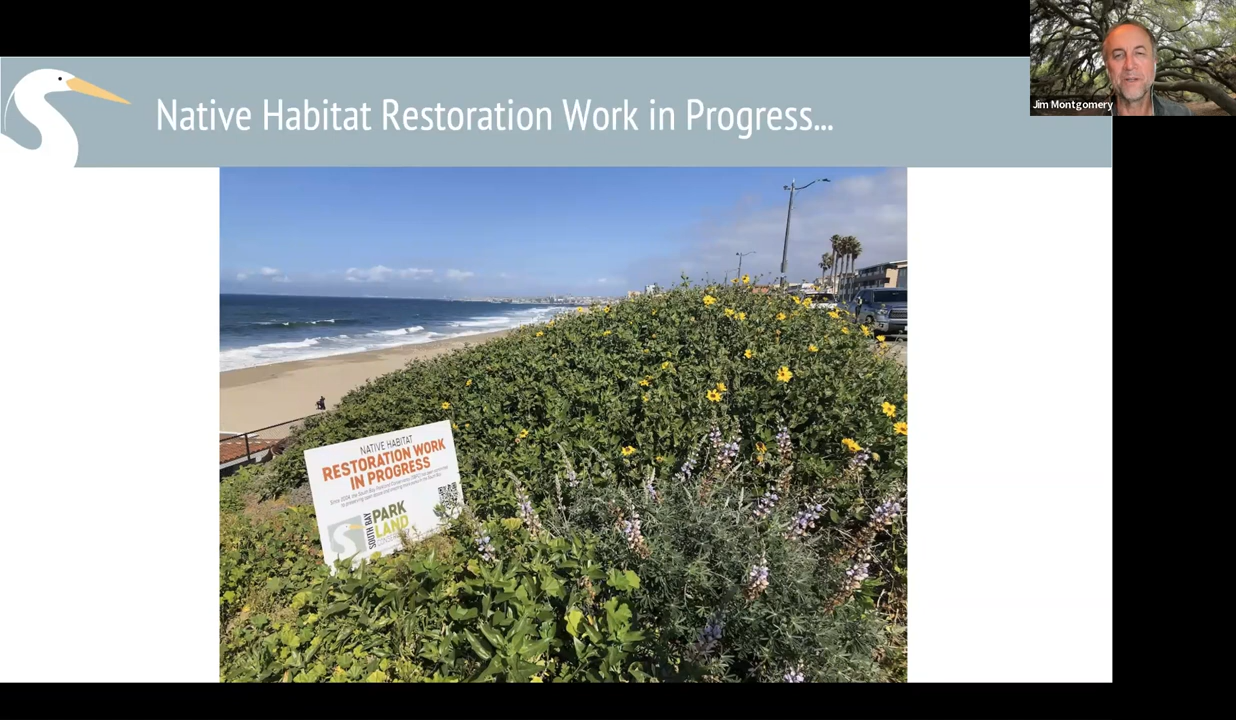 Native Habitat Restoration Work in Progress...
Jim Montgomery
NATIVE HABITAT
RESTORATION WORK
IN PROGRESS
SOUTH BAY
PARK
LAND